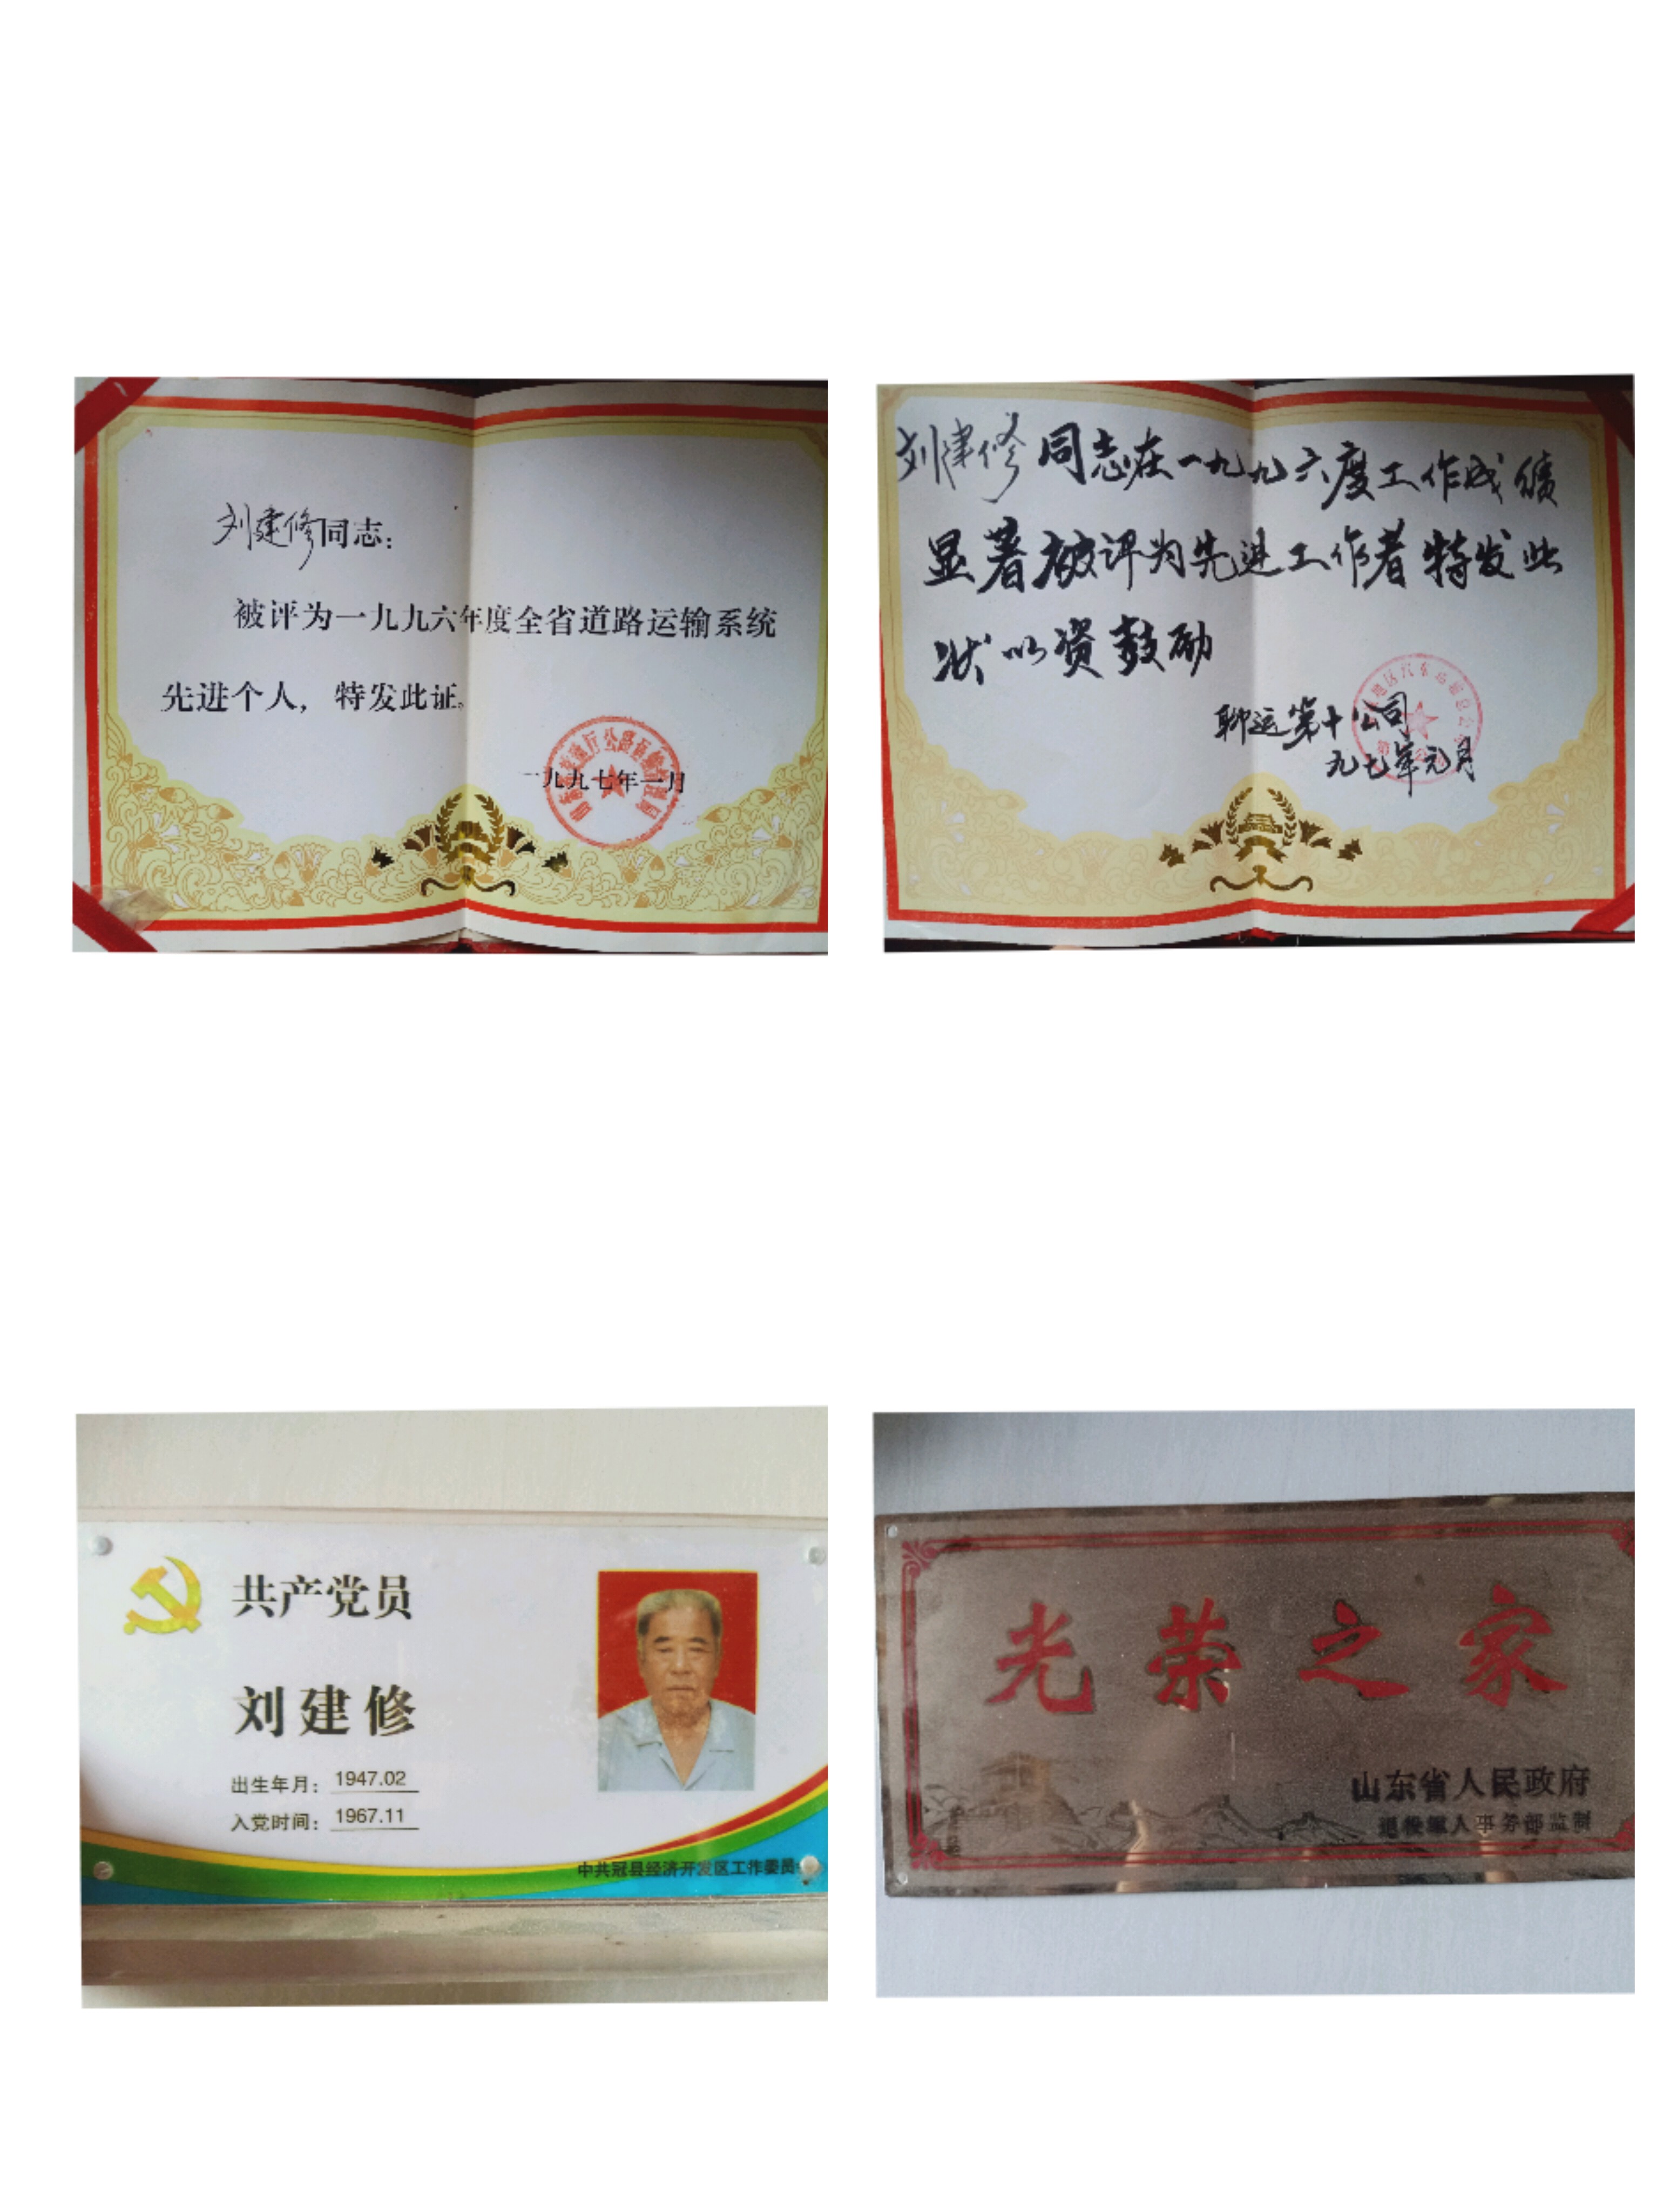 刘建修同志：
被评为一九九六年度全省道路运输系统
先进个人，特发此证。
一九九七年一月
刘建修同志在一九九六度工作成绩
显著被评为先进工作者特发此
状以资鼓励
聊运第十公司
九七年元月
共产党员
刘建修
出生年月：1947.02
入党时间：1967.11
中共冠县经济开发区工作委员
光荣之家
山东省人民政府
退役军人事务部监制